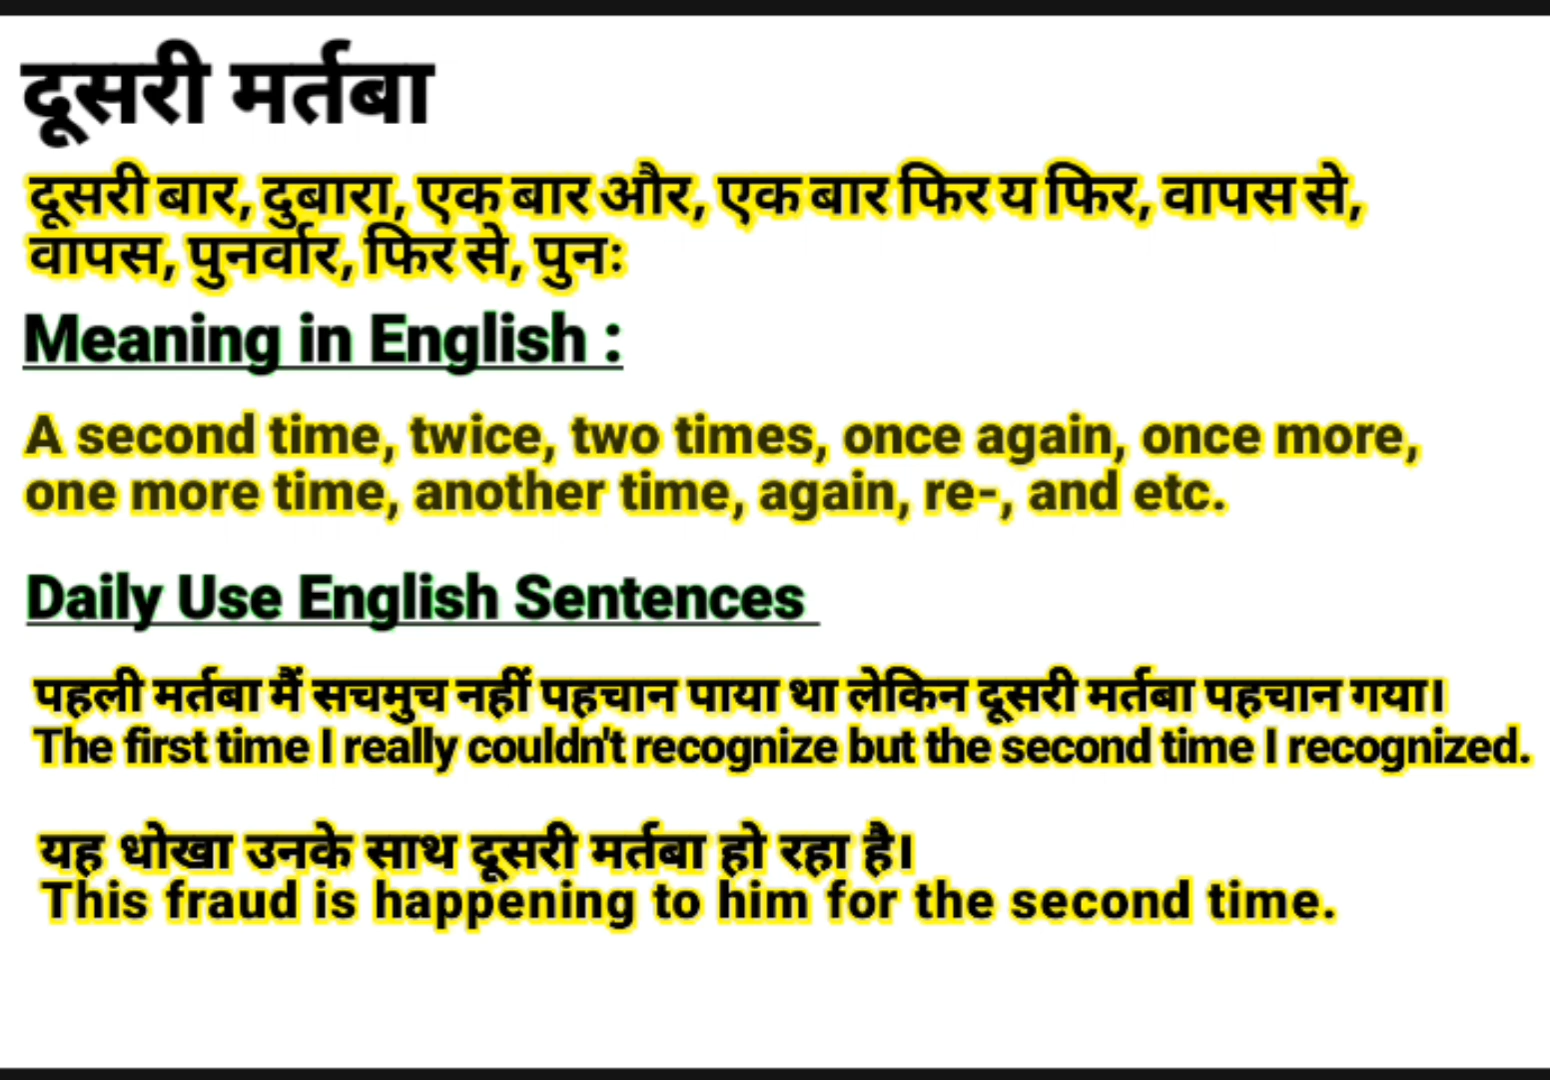 दूसरी मर्तबा
दूसरी बार, दुबारा, एक बार और, एक बार फिर य फिर, वापस से,
वापस, पुनर्वार, फिर से, पुनः
Meaning in English :
A second time, twice, two times, once again, once more,
one more time, another time, again, re-, and etc.
Daily Use English Sentences
पहली मर्तबा मैं सचमुच नहीं पहचान पाया था लेकिन दूसरी मर्तबा पहचान गया।
The first time I really couldn't recognize but the second time I recognized.
यह धोखा उनके साथ दूसरी मर्तबा हो रहा है।
This fraud is happening to him for the second time.